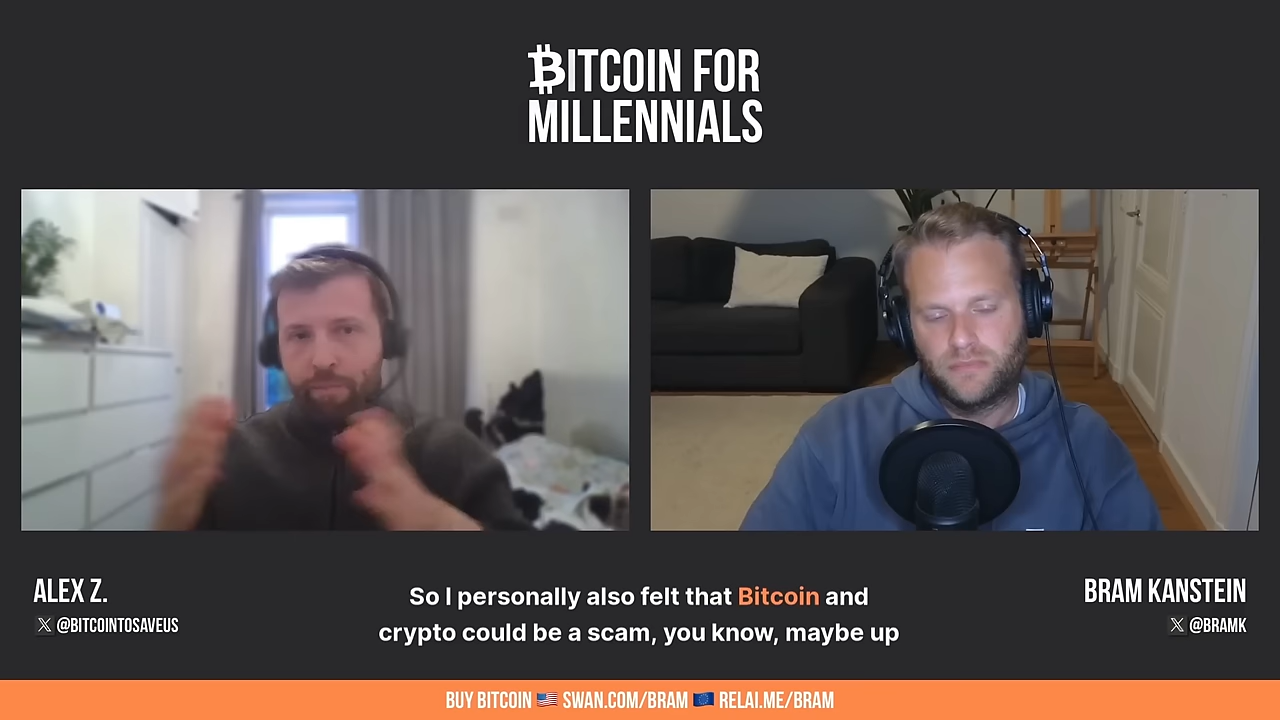 ₿ITCOIN FOR
MILLENNIALS
ALEX Z.
𝕏 @BITCOINTOSAVEUS
So I personally also felt that Bitcoin and
crypto could be a scam, you know, maybe up
BRAM KANSTEIN
𝕏 @BRAMK
BUY BITCOIN 🇺🇸 SWAN.COM/BRAM 🇪🇺 RELAI.ME/BRAM